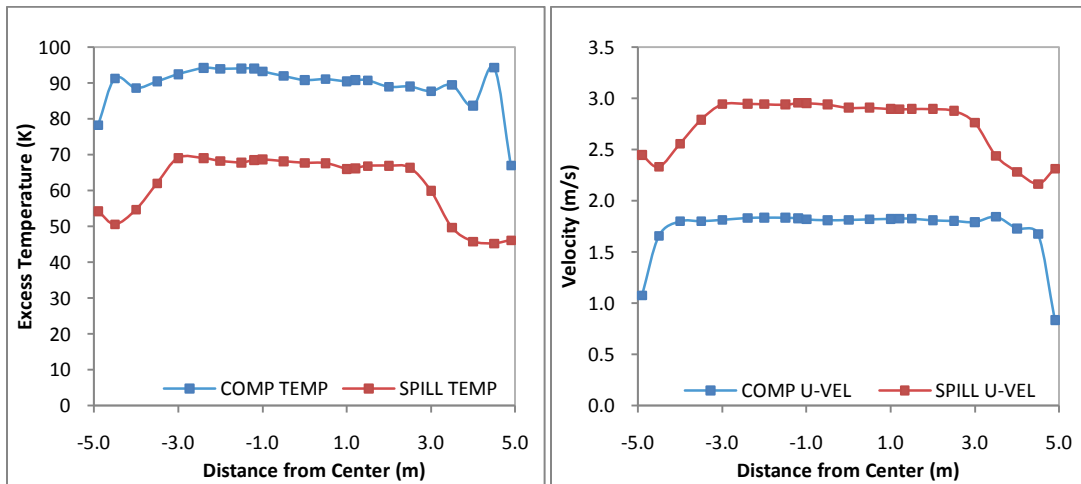 100
90
80
70
60
50
40
30
20
10
0
Excess Temperature (K)
COMP TEMP
SPILL TEMP
-5.0 -3.0 -1.0 1.0 3.0 5.0
Distance from Center (m)
3.5
3.0
2.5
2.0
1.5
1.0
0.5
0.0
Velocity (m/s)
COMP U-VEL
SPILL U-VEL
-5.0 -3.0 -1.0 1.0 3.0 5.0
Distance from Center (m)